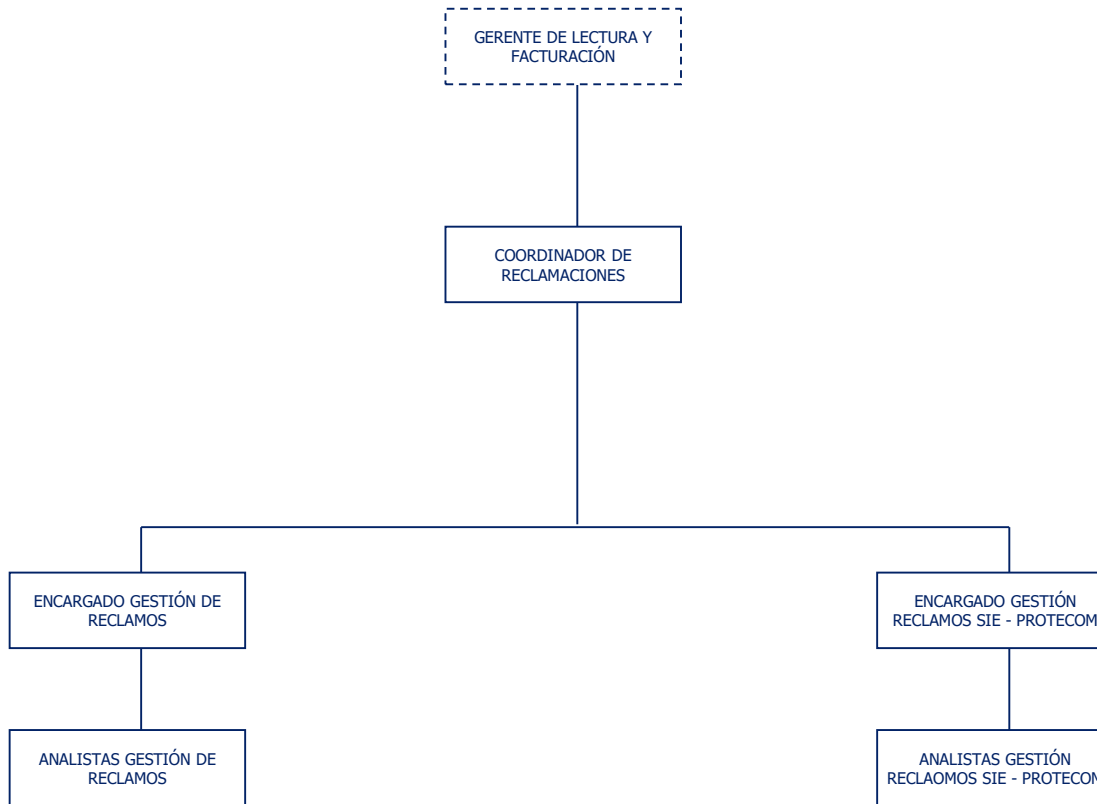 GERENTE DE LECTURA Y
FACTURACIÓN
COORDINADOR DE
RECLAMACIONES
ENCARGADO GESTIÓN DE
RECLAMOS
ENCARGADO GESTIÓN
RECLAMOS SIE - PROTECOM
ANALISTAS GESTIÓN DE
RECLAMOS
ANALISTAS GESTIÓN
RECLAOMOS SIE - PROTECOM